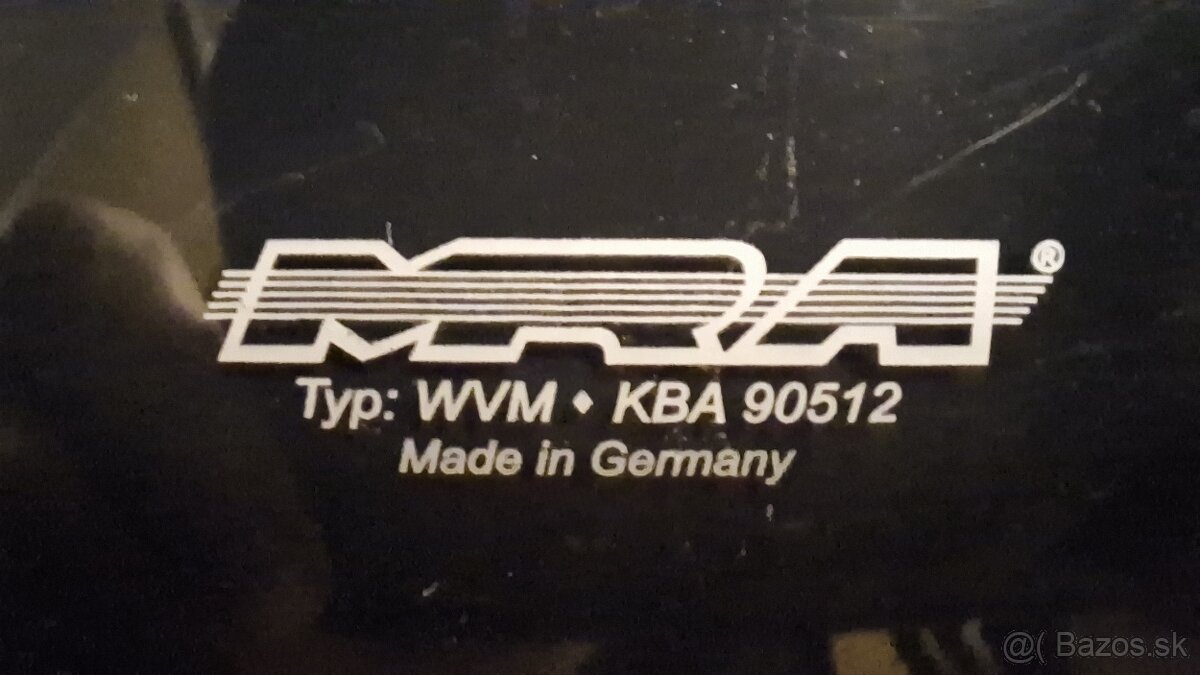 MRA®
Typ: WVM ♦ KBA 90512
Made in Germany
@( Bazos.sk